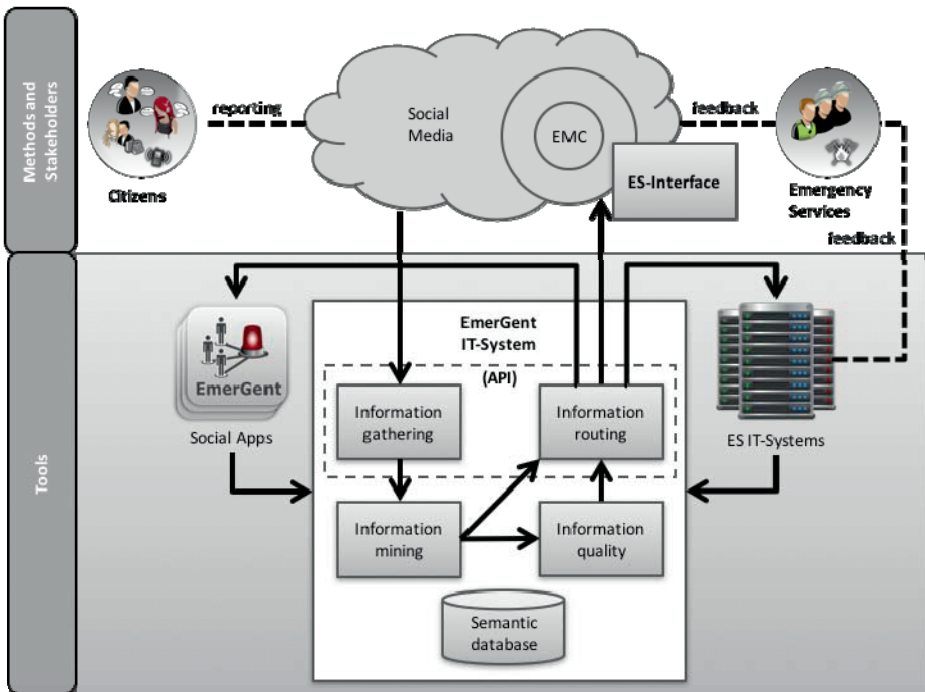 Methods and
Stakeholders
Citizens
reporting
Social
Media
EMC
ES-Interface
feedback
Emergency
Services
feedback
Tools
EmerGent
Social Apps
EmerGent
IT-System
(API)
Information
gathering
Information
routing
Information
mining
Information
quality
Semantic
database
ES IT-Systems